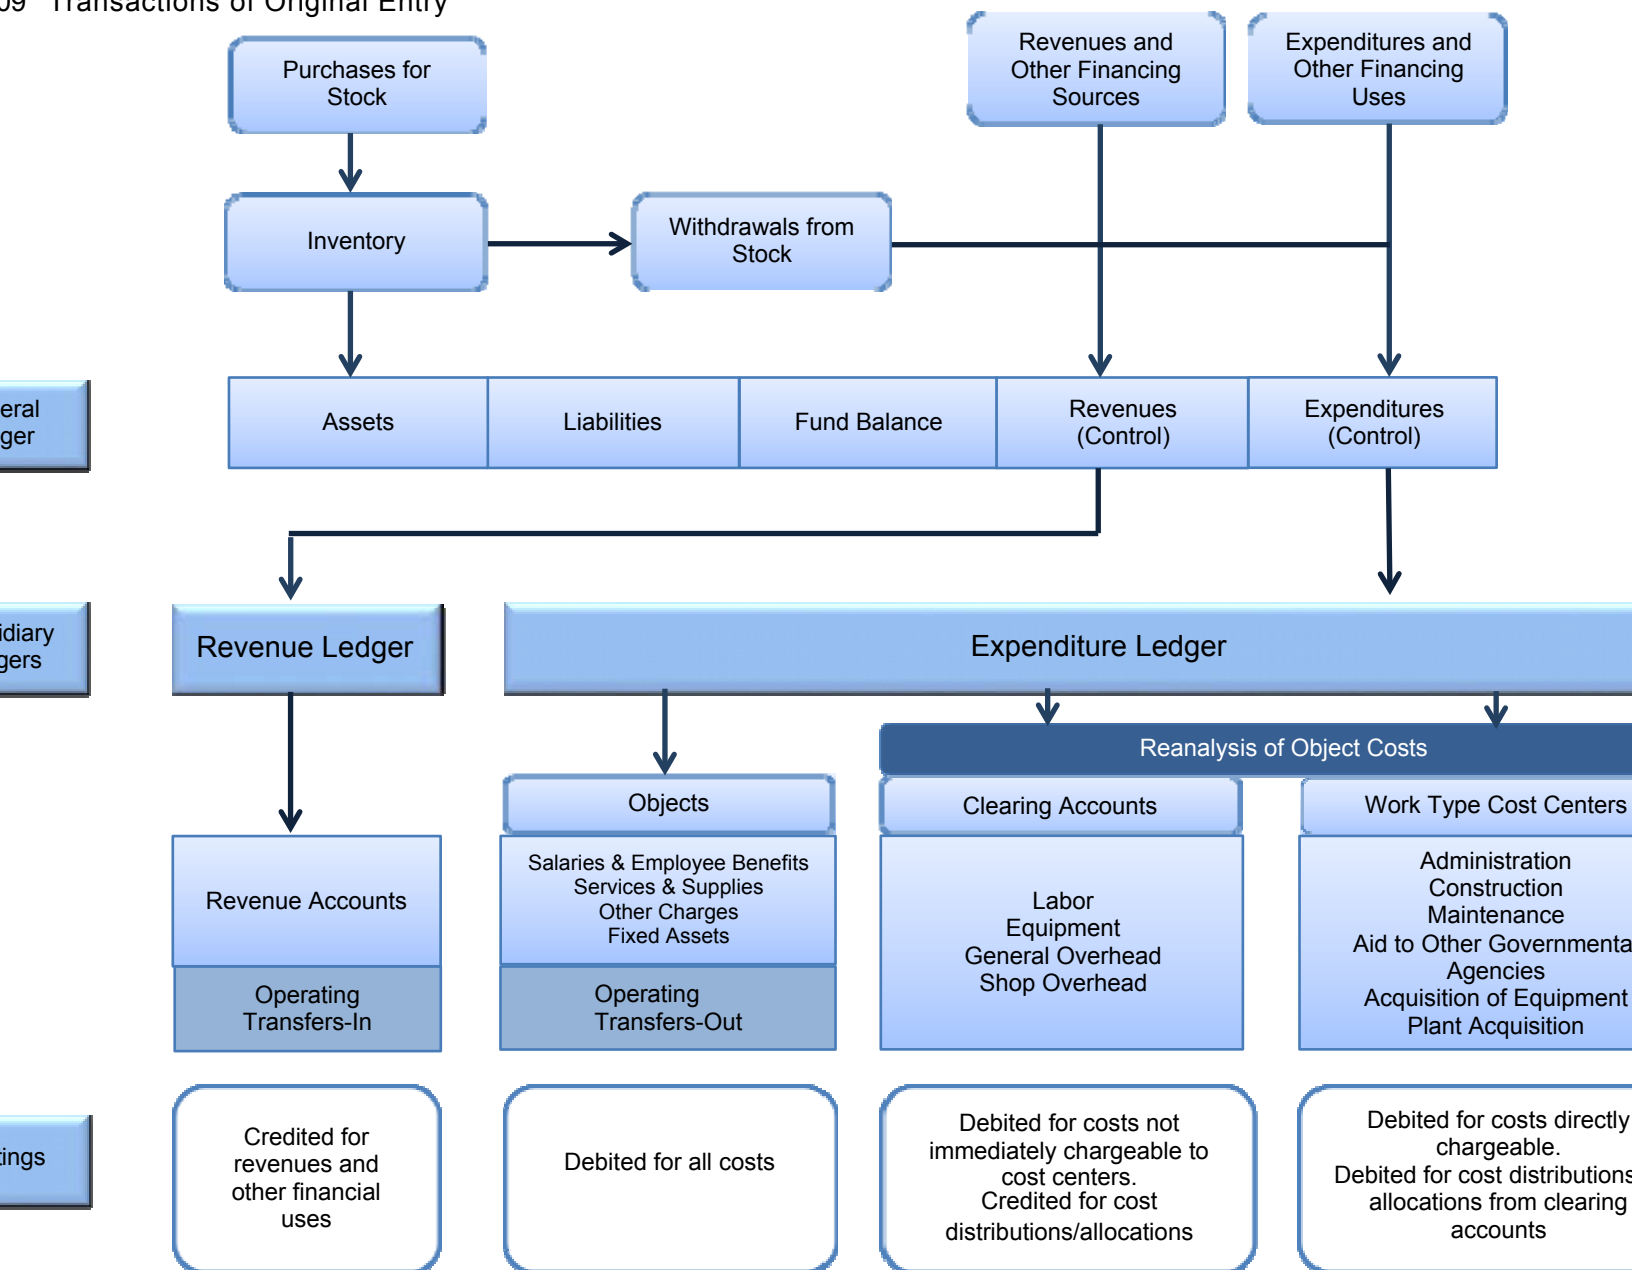 09 Transactions of Original Entry
Purchases for
Stock
Revenues and
Other Financing
Sources
Expenditures and
Other Financing
Uses
Inventory
Withdrawals from
Stock
eral
ger
Assets
Liabilities
Fund Balance
Revenues
(Control)
Expenditures
(Control)
idiary
gers
Revenue Ledger
Expenditure Ledger
Reanalysis of Object Costs
Objects
Clearing Accounts
Work Type Cost Centers
Revenue Accounts
Salaries & Employee Benefits
Services & Supplies
Other Charges
Fixed Assets
Labor
Equipment
General Overhead
Shop Overhead
Administration
Construction
Maintenance
Aid to Other Governmenta
Agencies
Acquisition of Equipment
Plant Acquisition
Operating
Transfers-In
Operating
Transfers-Out
tings
Credited for
revenues and
other financial
uses
Debited for all costs
Debited for costs not
immediately chargeable to
cost centers.
Credited for cost
distributions/allocations
Debited for costs directly
chargeable.
Debited for cost distributions
allocations from clearing
accounts